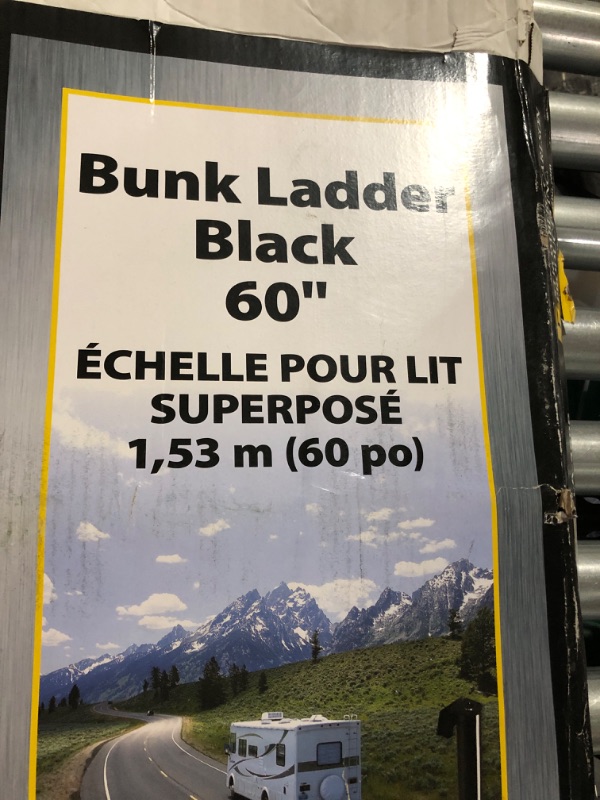 Bunk Ladder
Black
60"
ÉCHELLE POUR LIT
SUPERPOSÉ
1,53 m (60 po)